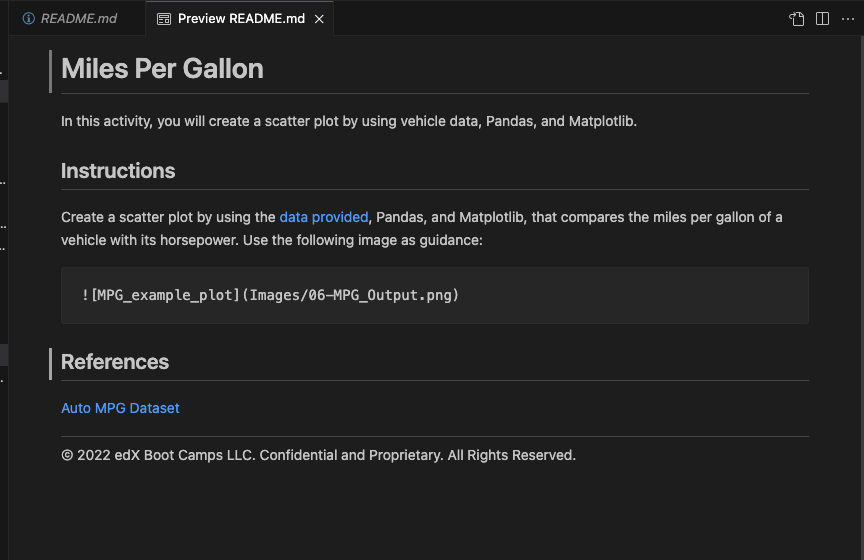 README.md
Preview README.md
Miles Per Gallon
In this activity, you will create a scatter plot by using vehicle data, Pandas, and Matplotlib.
Instructions
Create a scatter plot by using the data provided, Pandas, and Matplotlib, that compares the miles per gallon of a
vehicle with its horsepower. Use the following image as guidance:
![MPG_example_plot](Images/06-MPG_Output.png)
References
Auto MPG Dataset
© 2022 edX Boot Camps LLC. Confidential and Proprietary. All Rights Reserved.